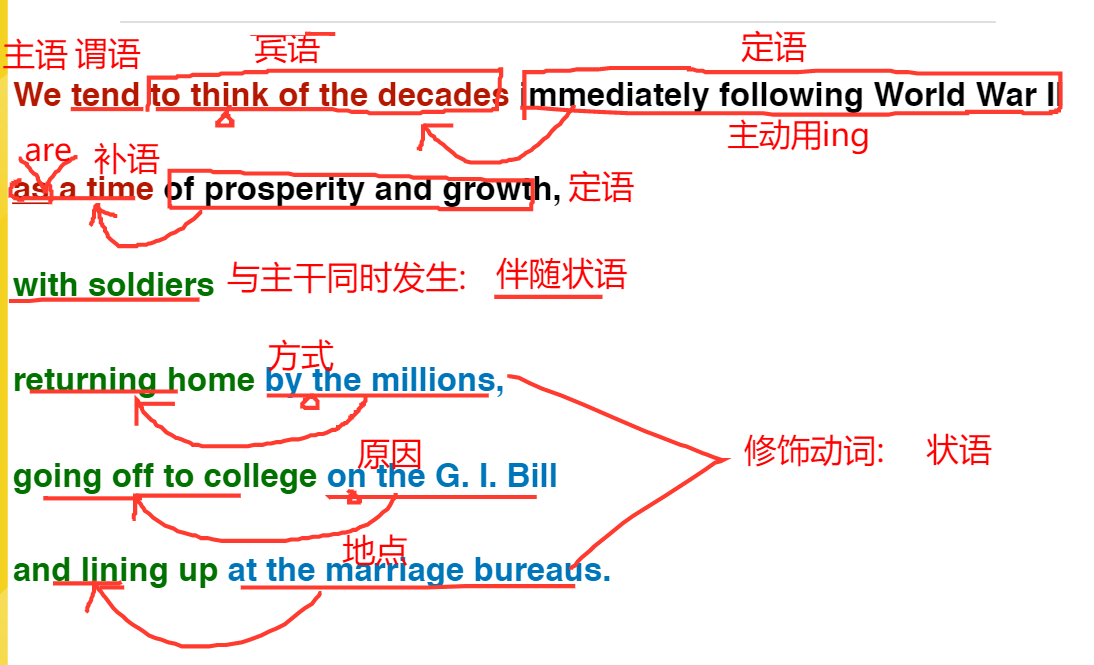 主语 谓语 宾语 定语
We tend to think of the decades immediately following World War II
主动用ing
are 补语
as a time of prosperity and growth, 定语
with soldiers 与主干同时发生: 伴随状语
方式
returning home by the millions,
修饰动词: 状语
原因
going off to college on the G. I. Bill
地点
and lining up at the marriage bureaus.